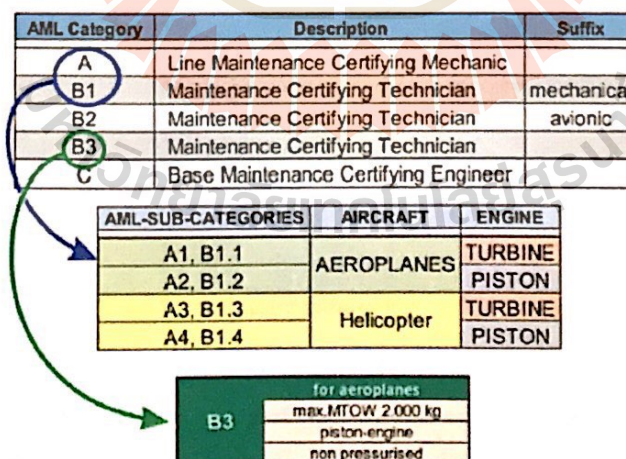 AML Category Description Suffix
A Line Maintenance Certifying Mechanic
B1 Maintenance Certifying Technician mechanica
B2 Maintenance Certifying Technician avionic
B3 Maintenance Certifying Technician
C Base Maintenance Certifying Engineer
AML-SUB-CATEGORIES AIRCRAFT ENGINE
A1, B1.1 AEROPLANES TURBINE
A2, B1.2 PISTON
A3, B1.3 Helicopter TURBINE
A4, B1.4 PISTON
B3 for aeroplanes
max.MTOW 2.000 kg
piston-engine
non pressurised